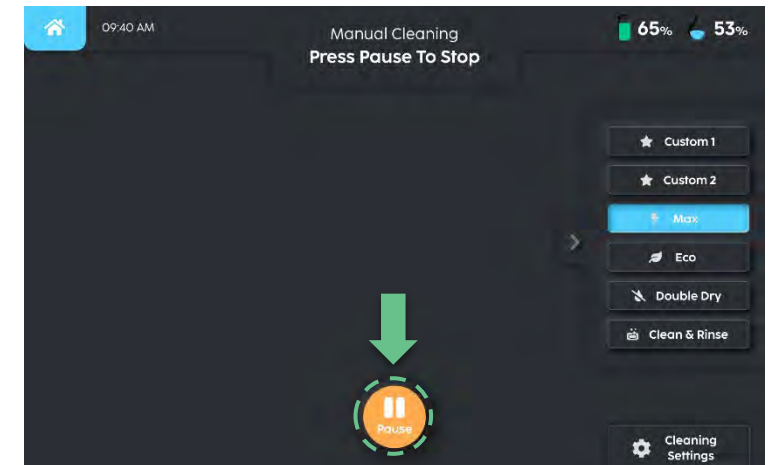 09:40 AM
Manual Cleaning
Press Pause To Stop
65%
53%
Custom 1
Custom 2
Max
Eco
Double Dry
Clean & Rinse
Pause
Cleaning
Settings